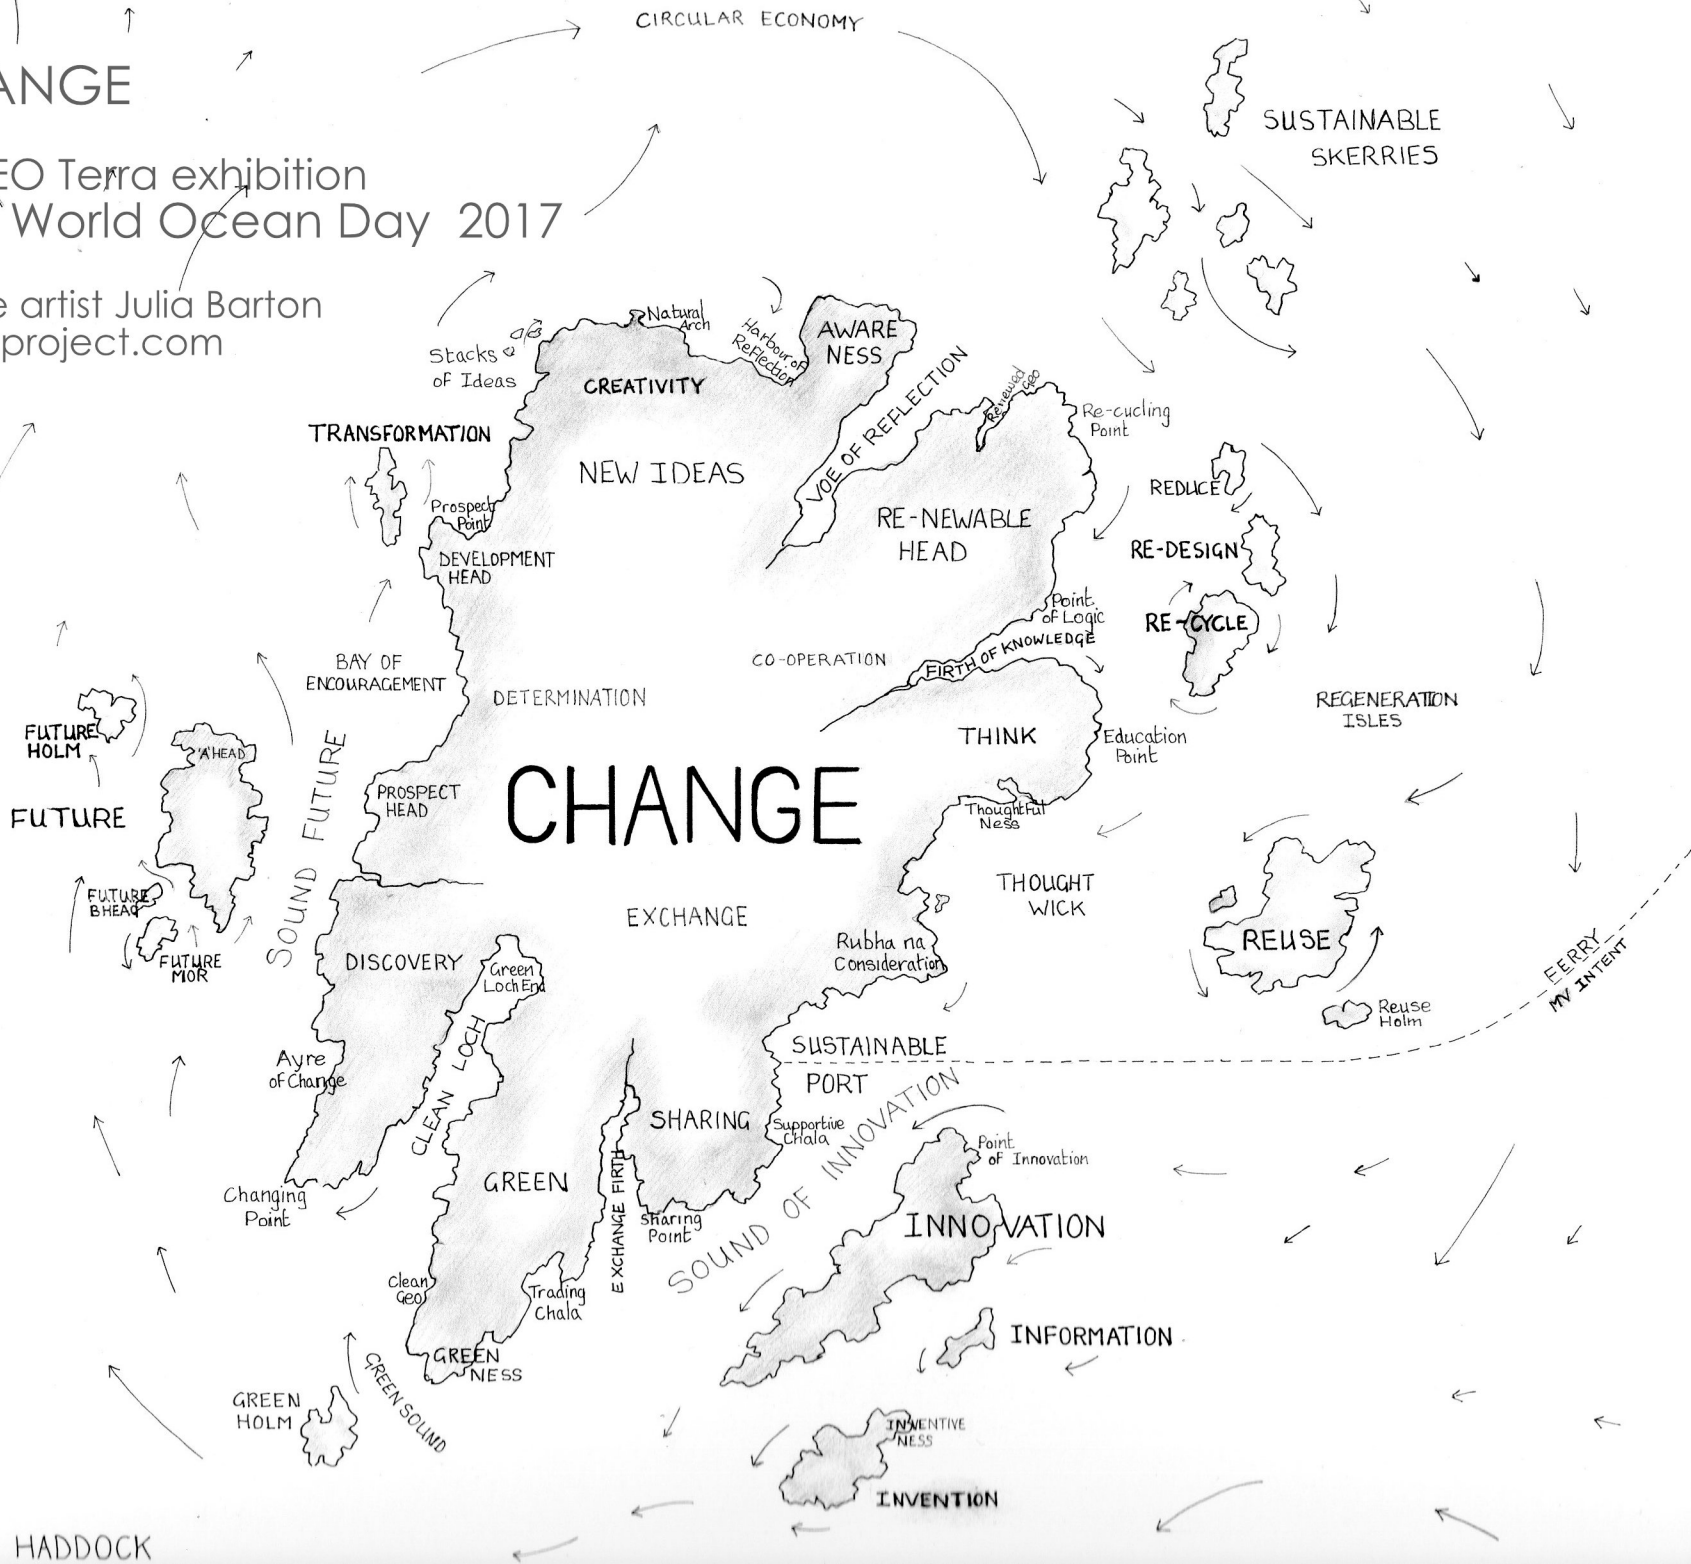 CIRCULAR ECONOMY
ANGE
EO Terra exhibition
World Ocean Day 2017
e artist Julia Barton
project.com
SUSTAINABLE
SKERRIES
Natural
Arch
Harbour of
Reflection
AWARE
NESS
Stacks
of Ideas
CREATIVITY
VOE OF REFLECTION
Renewed
Geo
Re-cycling
Point
TRANSFORMATION
NEW IDEAS
REDUCE
Prospect
Point
RE-NEWABLE
HEAD
RE-DESIGN
DEVELOPMENT
HEAD
Point
of Logic
RE-CYCLE
FIRTH OF KNOWLEDGE
BAY OF
ENCOURAGEMENT
CO-OPERATION
DETERMINATION
REGENERATION
ISLES
FUTURE
HOLM
'A'HEAD
THINK
Education
Point
SOUND FUTURE
PROSPECT
HEAD
CHANGE
FUTURE
Thoughtful
Ness
THOUGHT
WICK
FUTURE
BHEAG
EXCHANGE
REUSE
FUTURE
MOR
DISCOVERY
Green
Loch End
Rubha na
Consideration
FERRY
MV INTENT
Reuse
Holm
SUSTAINABLE
PORT
Ayre
of Change
CLEAN LOCH
SHARING
Supportive
Chala
SOUND OF INNOVATION
Point
of Innovation
Changing
Point
GREEN
EXCHANGE FIRTH
Sharing
Point
INNOVATION
Clean
Geo
Trading
Chala
INFORMATION
GREEN
NESS
GREEN
HOLM
GREEN SOUND
INVENTIVE
NESS
INVENTION
HADDOCK